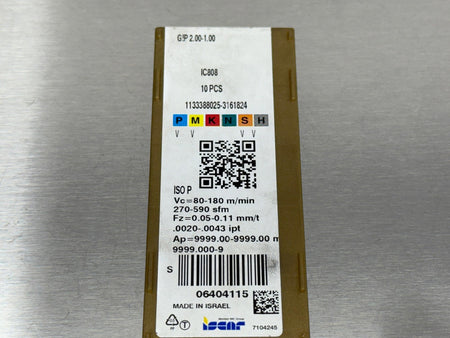 G5P 2.00-1.00
IC808
10 PCS
1133388025-3161824
P M K N S H
V V V V
ISO P
Vc=80-180 m/min
270-590 sfm
Fz=0.05-0.11 mm/t
.0020-.0043 ipt
Ap=9999.00-9999.00 m
9999.000-9
S
06404115
MADE IN ISRAEL
T
iscar
7104245